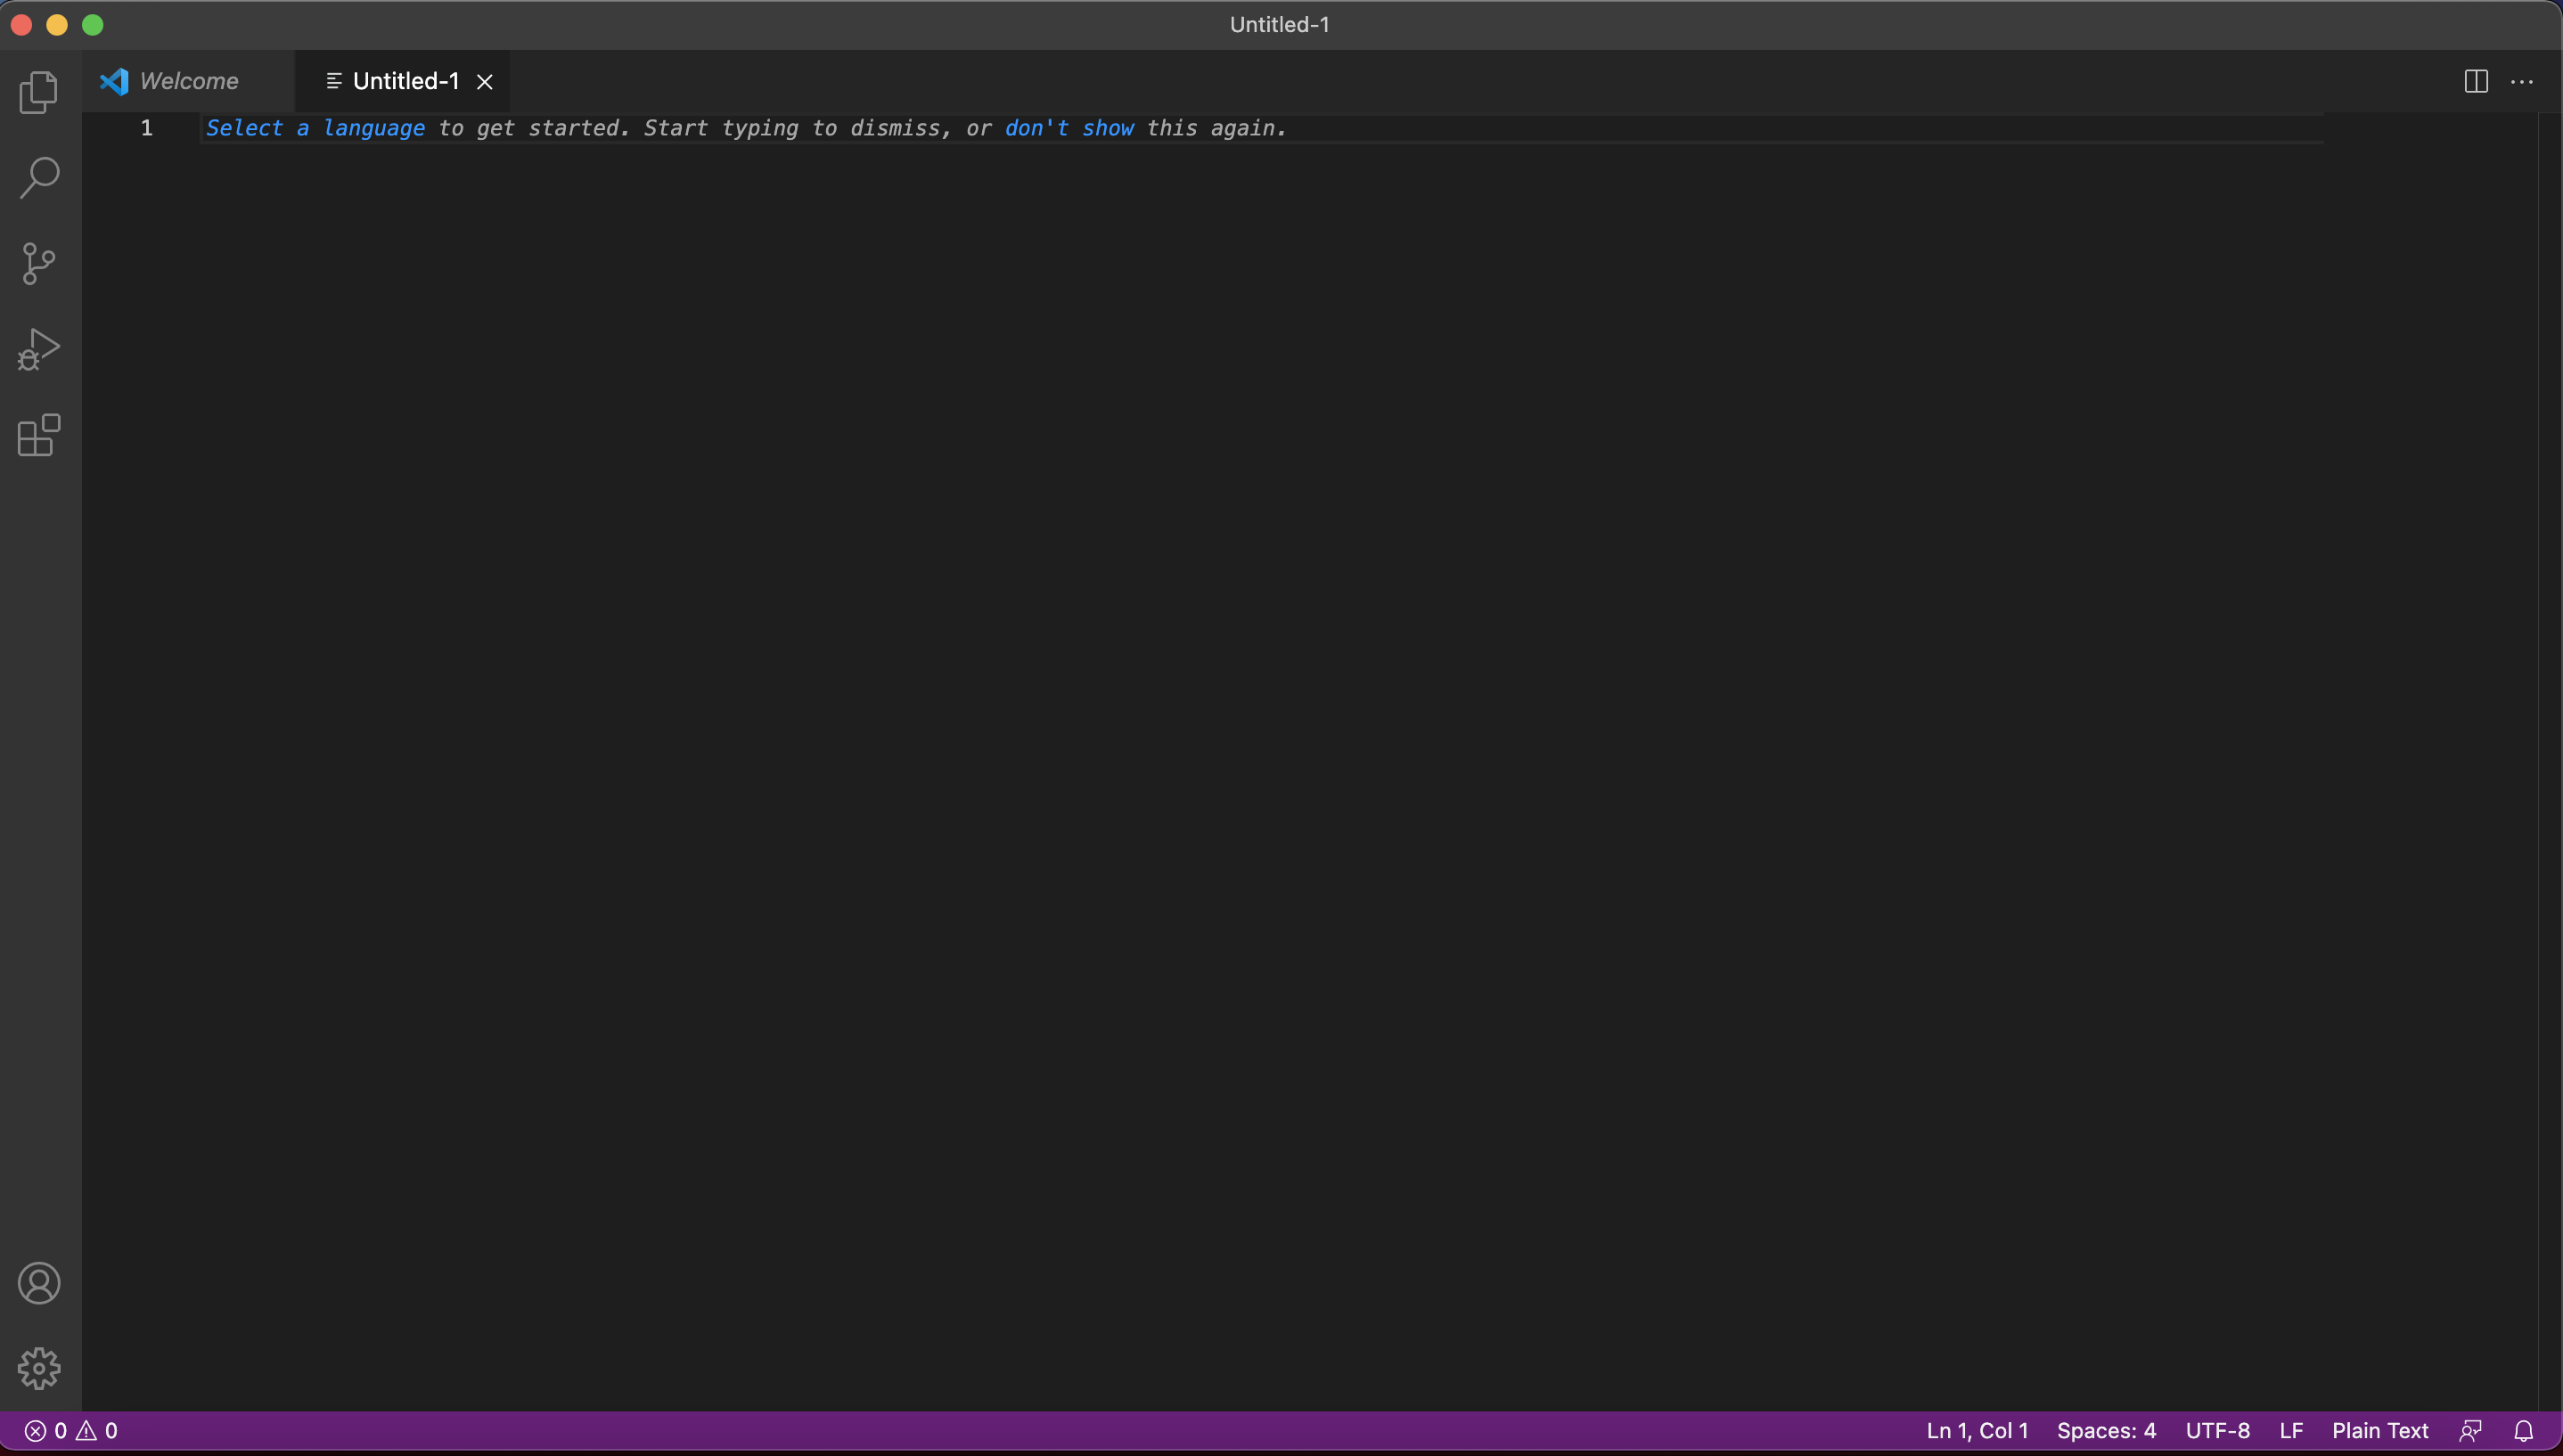 Untitled-1
Welcome
Untitled-1
1
Select a language to get started. Start typing to dismiss, or don't show this again.
0 0
Ln 1, Col 1 Spaces: 4 UTF-8 LF Plain Text